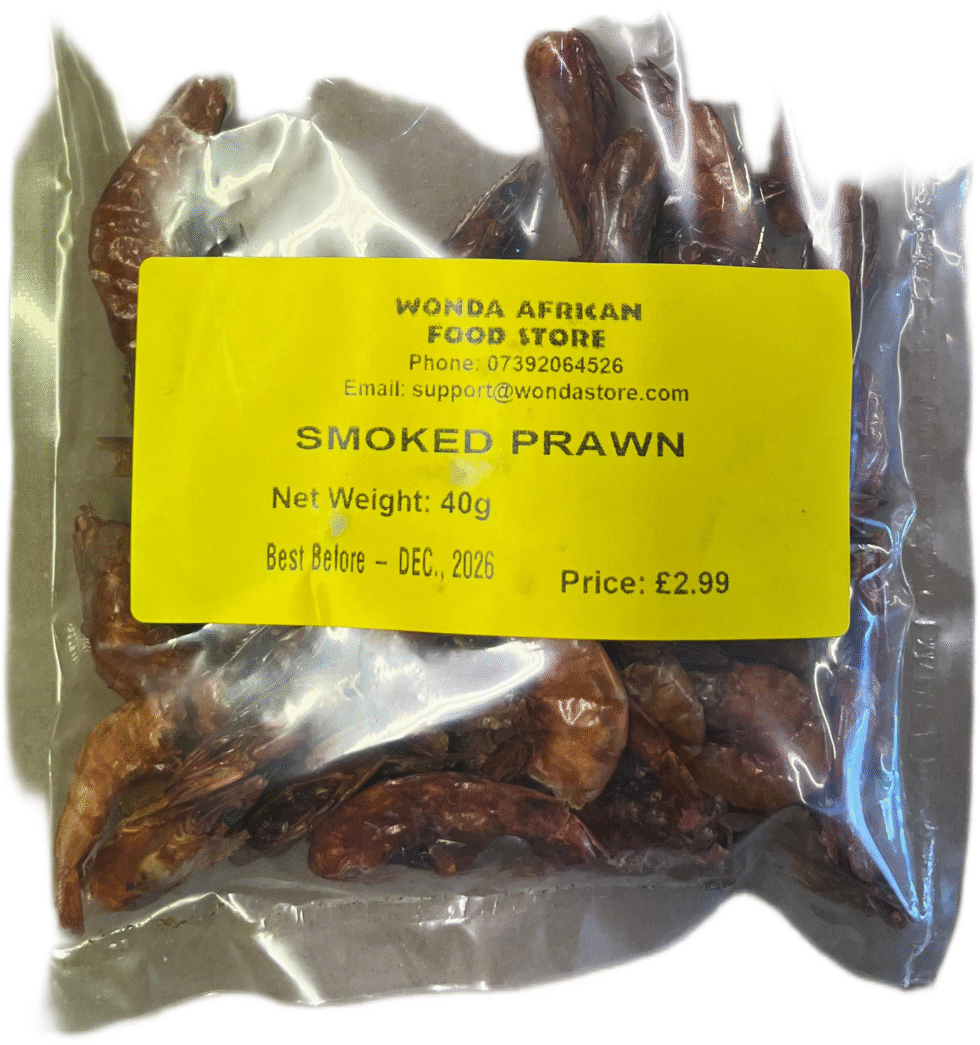 WONDA AFRICAN
FOOD STORE
Phone: 07392064526
Email: support@wondastore.com
SMOKED PRAWN
Net Weight: 40g
Best Before – DEC., 2026
Price: £2.99